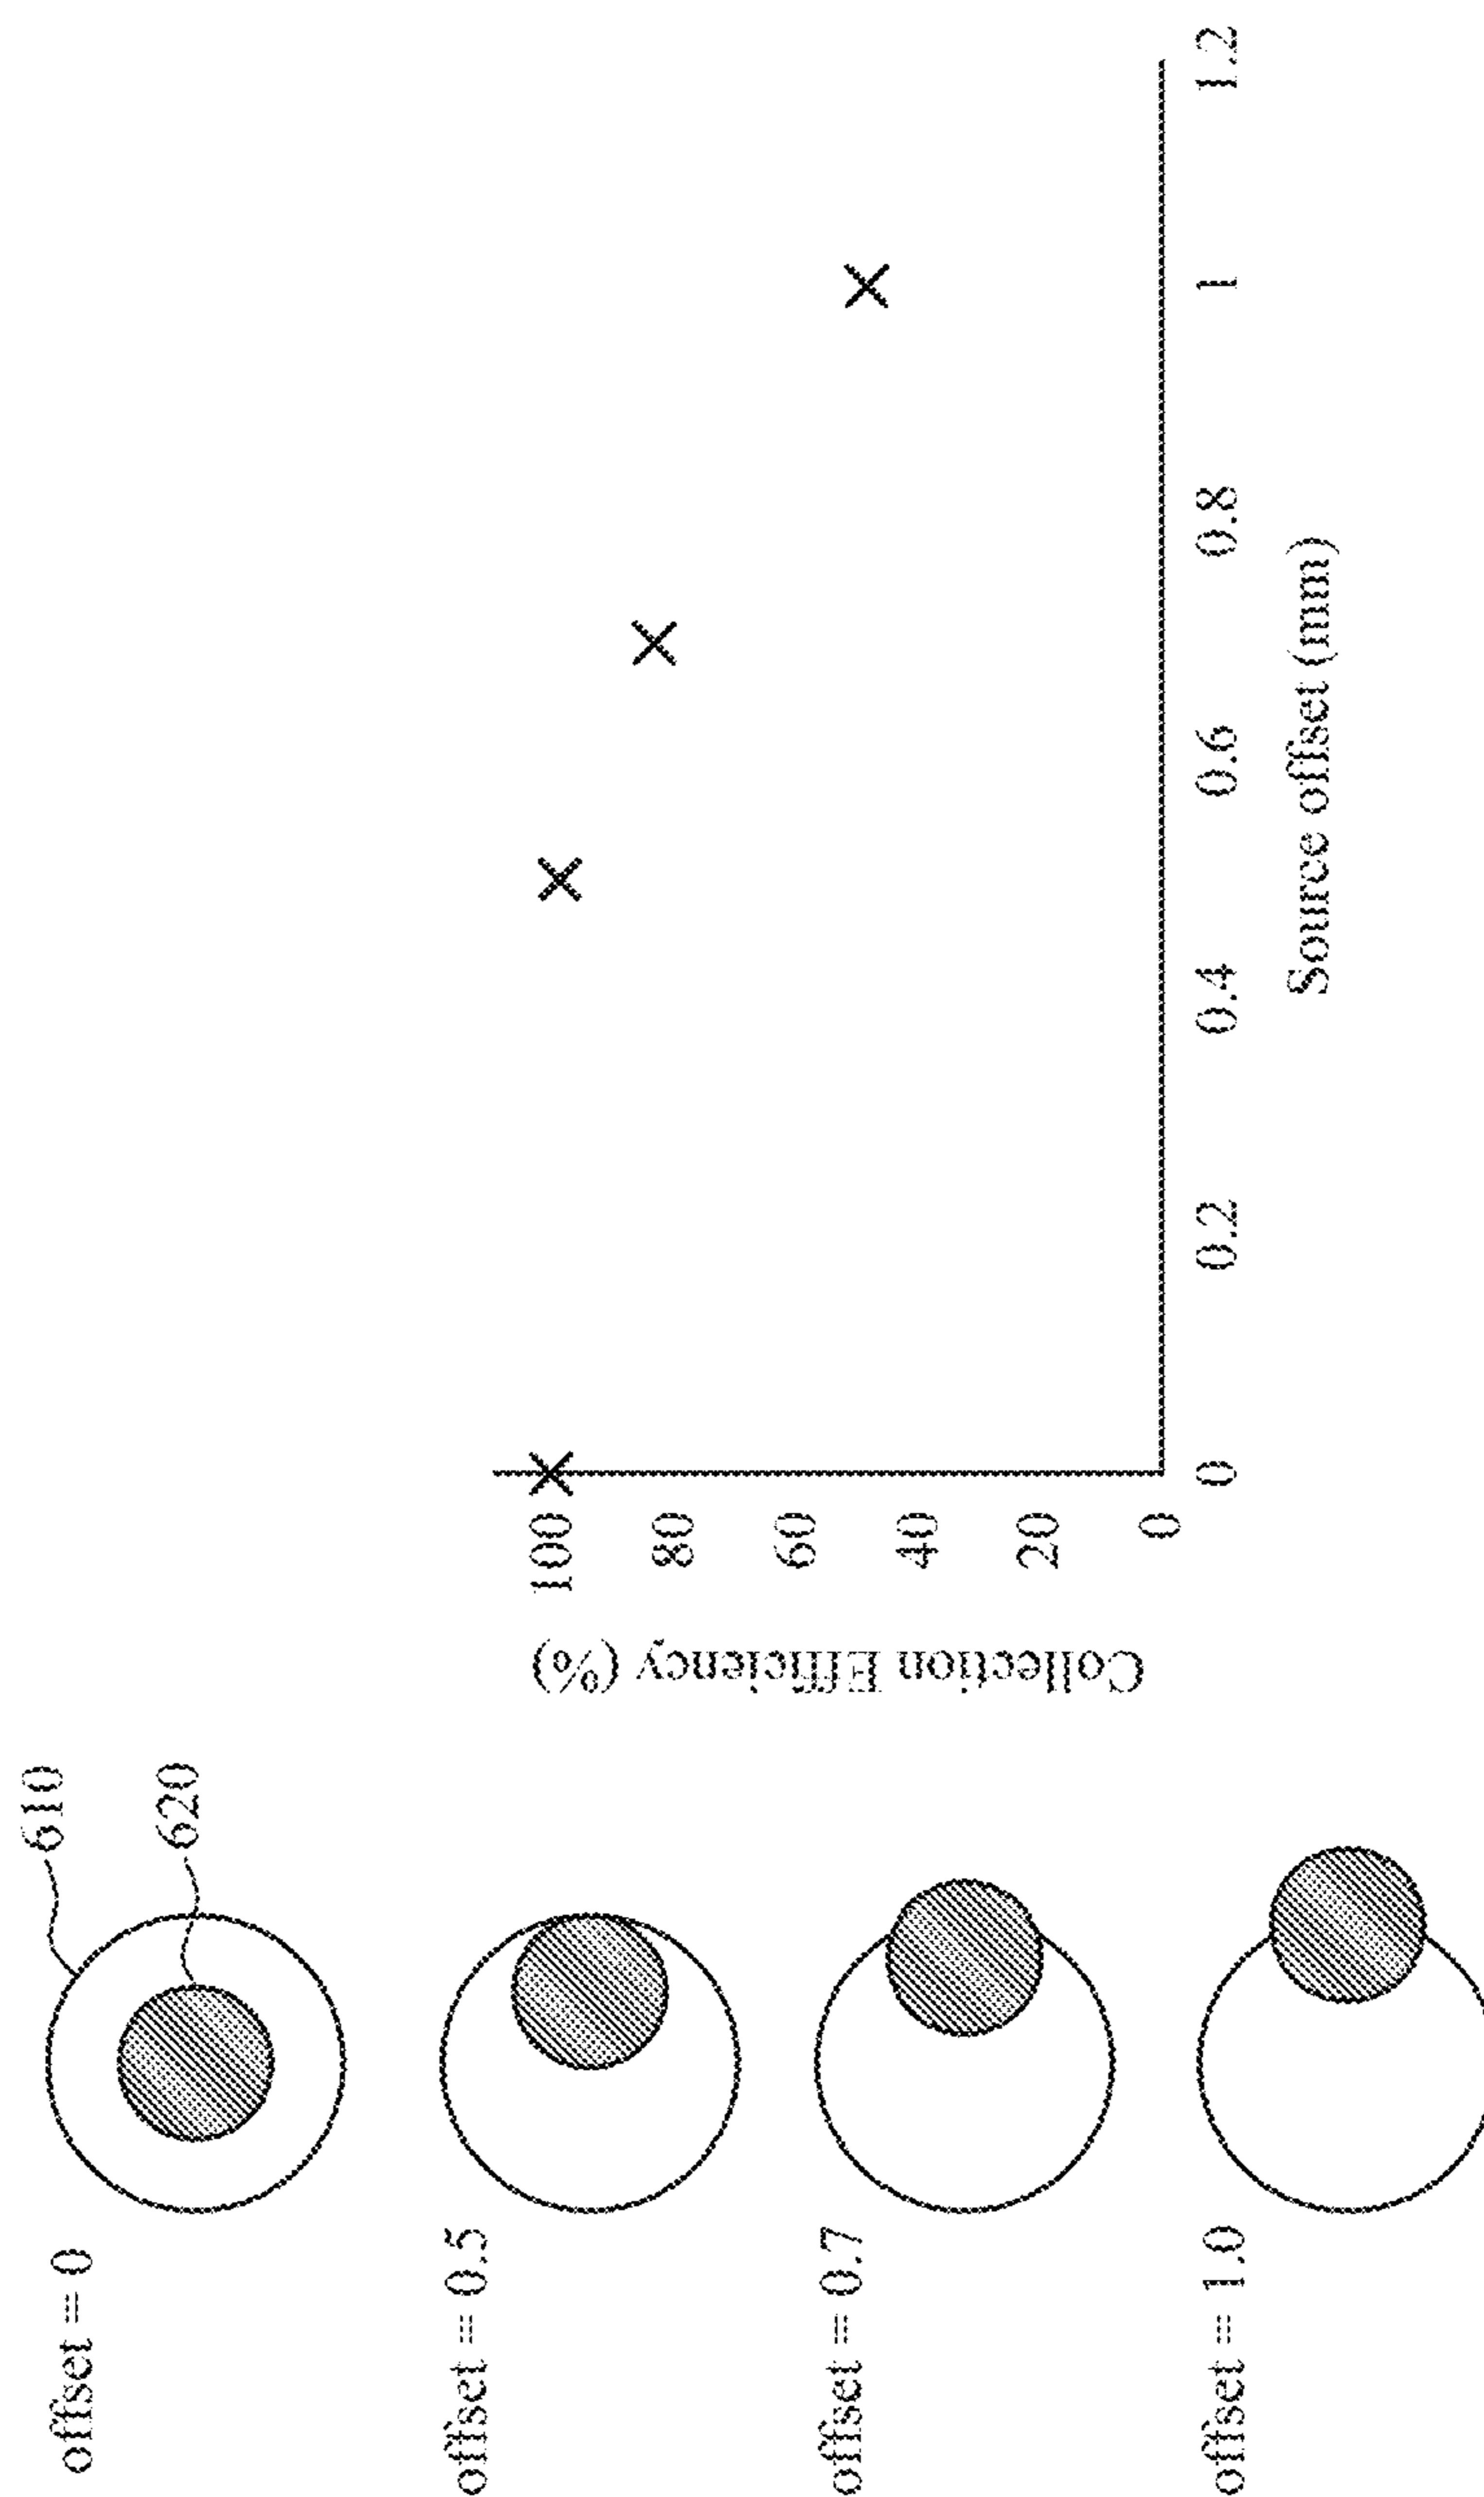 offset = 0
610
620
offset = 0.5
offset = 0.7
offset = 1.0
Collection Efficiency (%)
100
80
60
40
20
0
0
0.2
0.4
0.6
0.8
1
1.2
Source offset (mm)